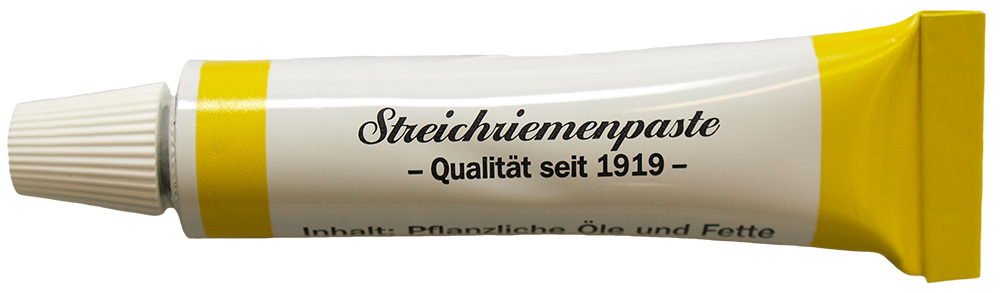 Streichriemenpaste
– Qualität seit 1919 –
Inhalt: Pflanzliche Öle und Fette